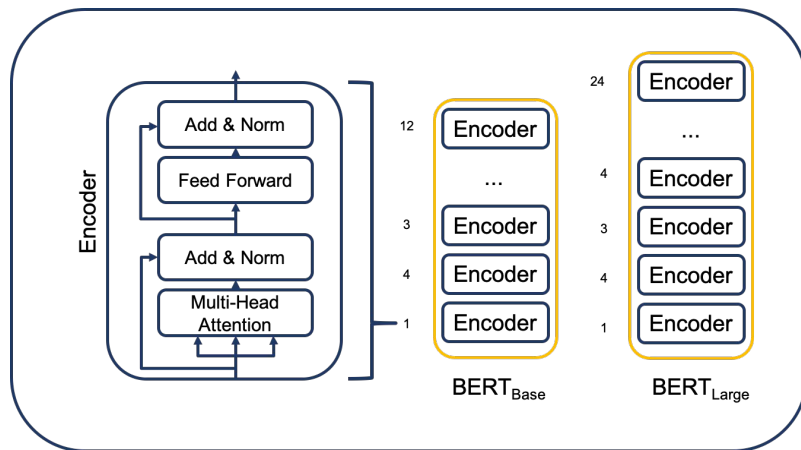 Encoder
Add & Norm
Feed Forward
Add & Norm
Multi-Head
Attention
12
Encoder
...
3
Encoder
4
Encoder
1
Encoder
BERTBase
24
Encoder
...
4
Encoder
3
Encoder
4
Encoder
1
Encoder
BERTLarge